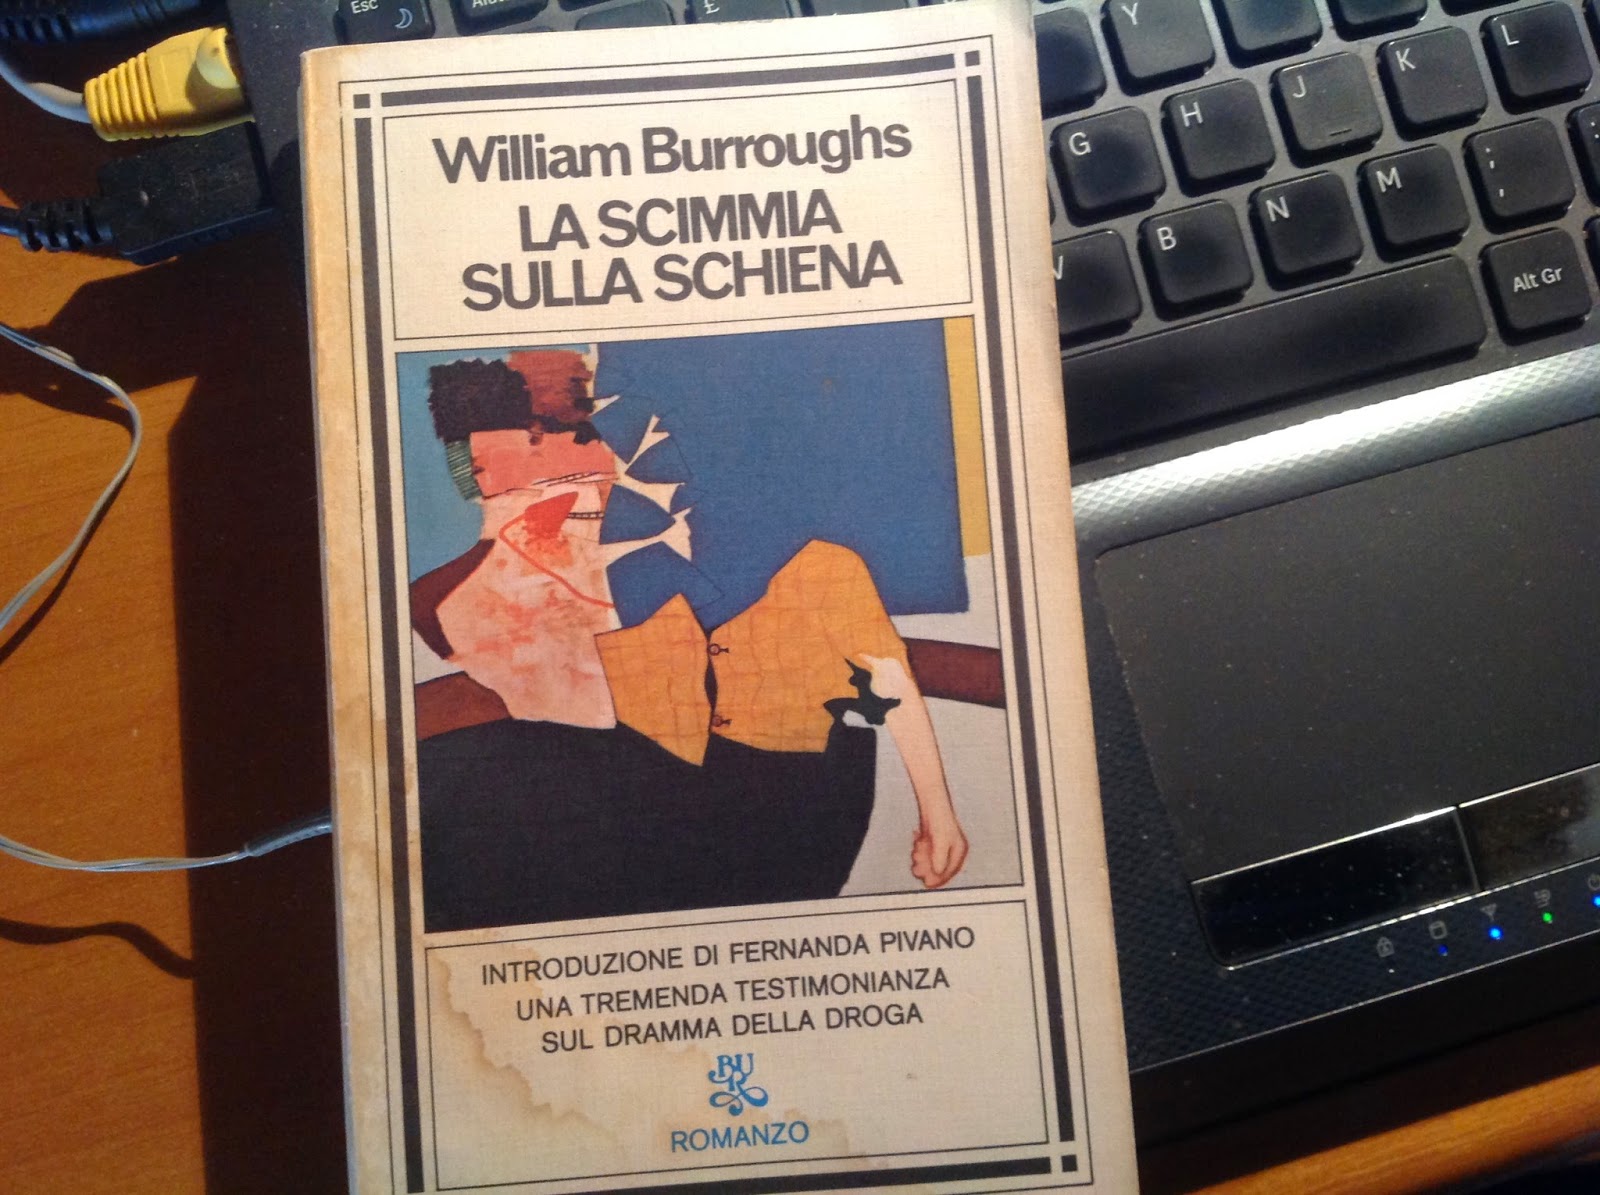 Esc
£
Y
L
K
J
H
G
;
,
M
N
B
V
Alt Gr
William Burroughs
LA SCIMMIA
SULLA SCHIENA
INTRODUZIONE DI FERNANDA PIVANO
UNA TREMENDA TESTIMONIANZA
SUL DRAMMA DELLA DROGA
BUR
ROMANZO